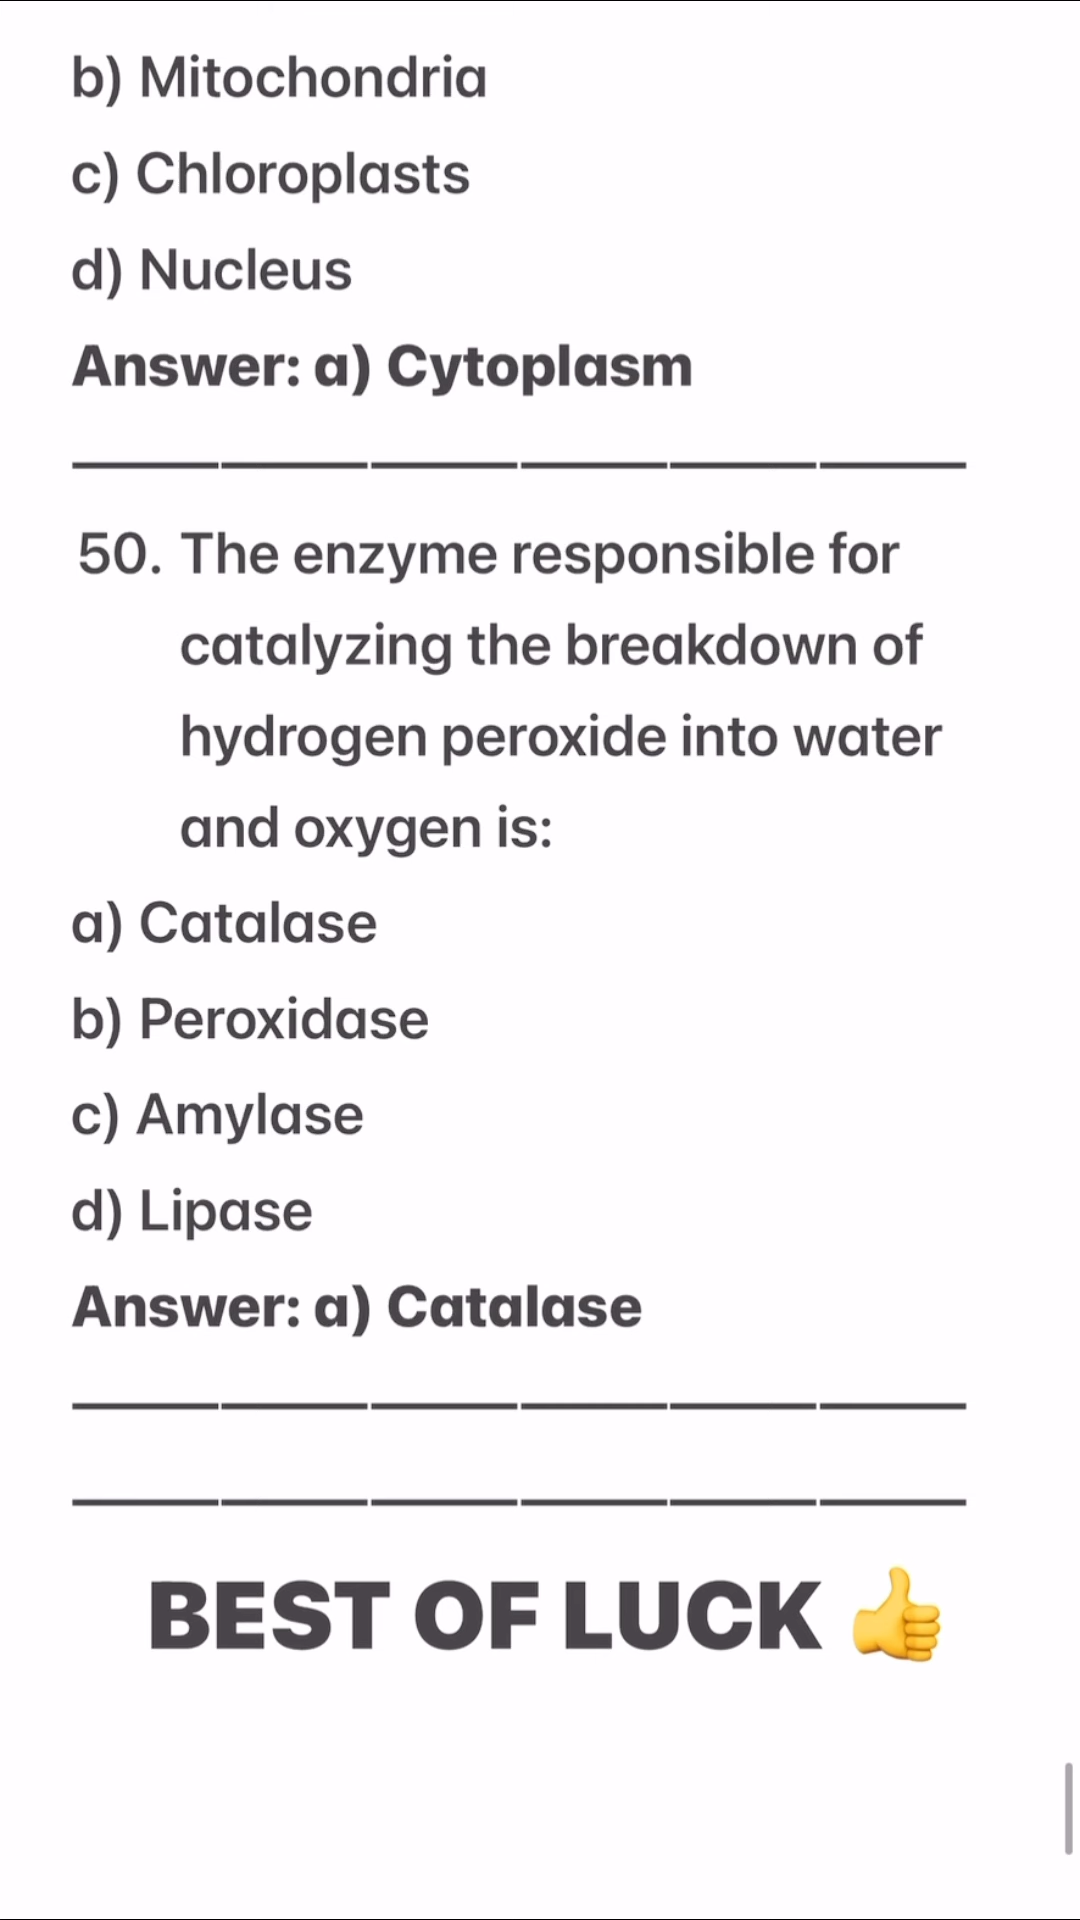 b) Mitochondria
c) Chloroplasts
d) Nucleus
Answer: a) Cytoplasm
50. The enzyme responsible for
catalyzing the breakdown of
hydrogen peroxide into water
and oxygen is:
a) Catalase
b) Peroxidase
c) Amylase
d) Lipase
Answer: a) Catalase
BEST OF LUCK 👍